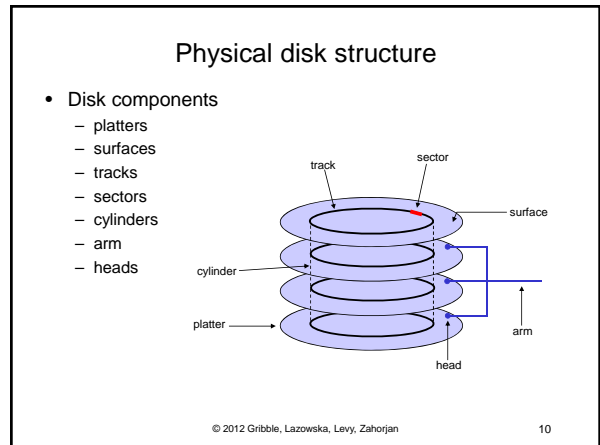 Physical disk structure
• Disk components
– platters
– surfaces
– tracks
– sectors
– cylinders
– arm
– heads
track
sector
surface
cylinder
platter
arm
head
© 2012 Gribble, Lazowska, Levy, Zahorjan
10